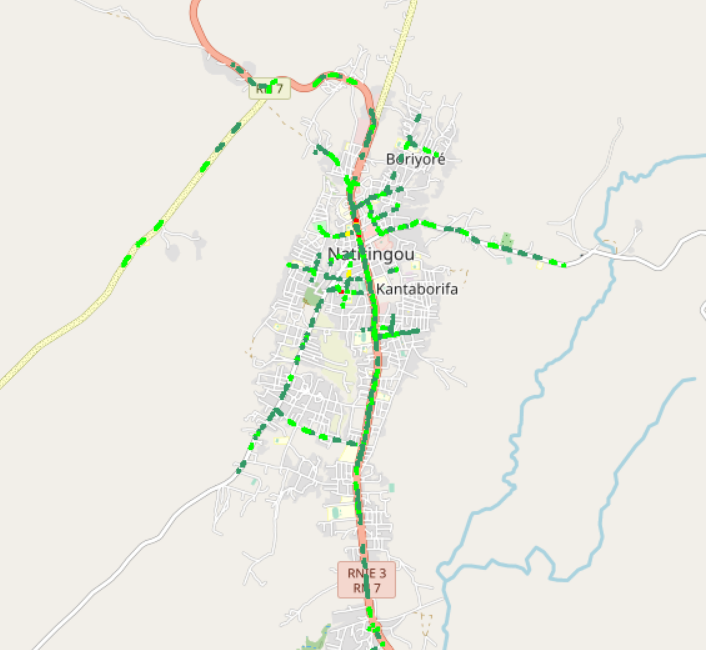 RN 7
Boriyoré
Natitingou
Kantaborifa
RNIE 3
RN 7